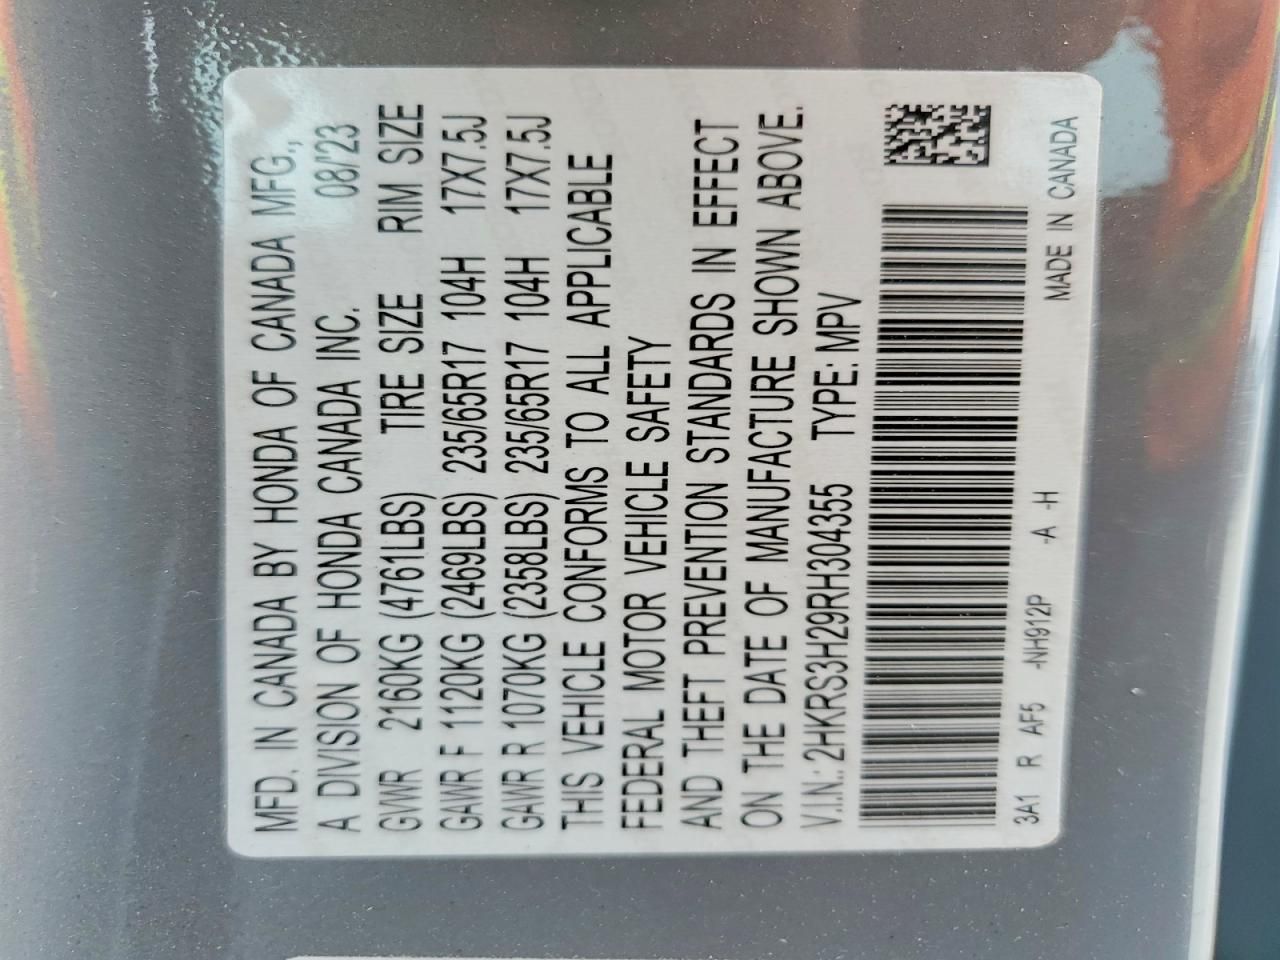 MFD. IN CANADA BY HONDA OF CANADA MFG.,
A DIVISION OF HONDA CANADA INC. 08/'23
GVWR 2160KG (4761LBS) TIRE SIZE RIM SIZE
GAWR F 1120KG (2469LBS) 235/65R17 104H 17X7.5J
GAWR R 1070KG (2358LBS) 235/65R17 104H 17X7.5J
THIS VEHICLE CONFORMS TO ALL APPLICABLE
FEDERAL MOTOR VEHICLE SAFETY
AND THEFT PREVENTION STANDARDS IN EFFECT
ON THE DATE OF MANUFACTURE SHOWN ABOVE.
V.I.N.: 2HKRS3H29RH304355 TYPE: MPV
3A1 R AF5 -NH912P -A -H
MADE IN CANADA